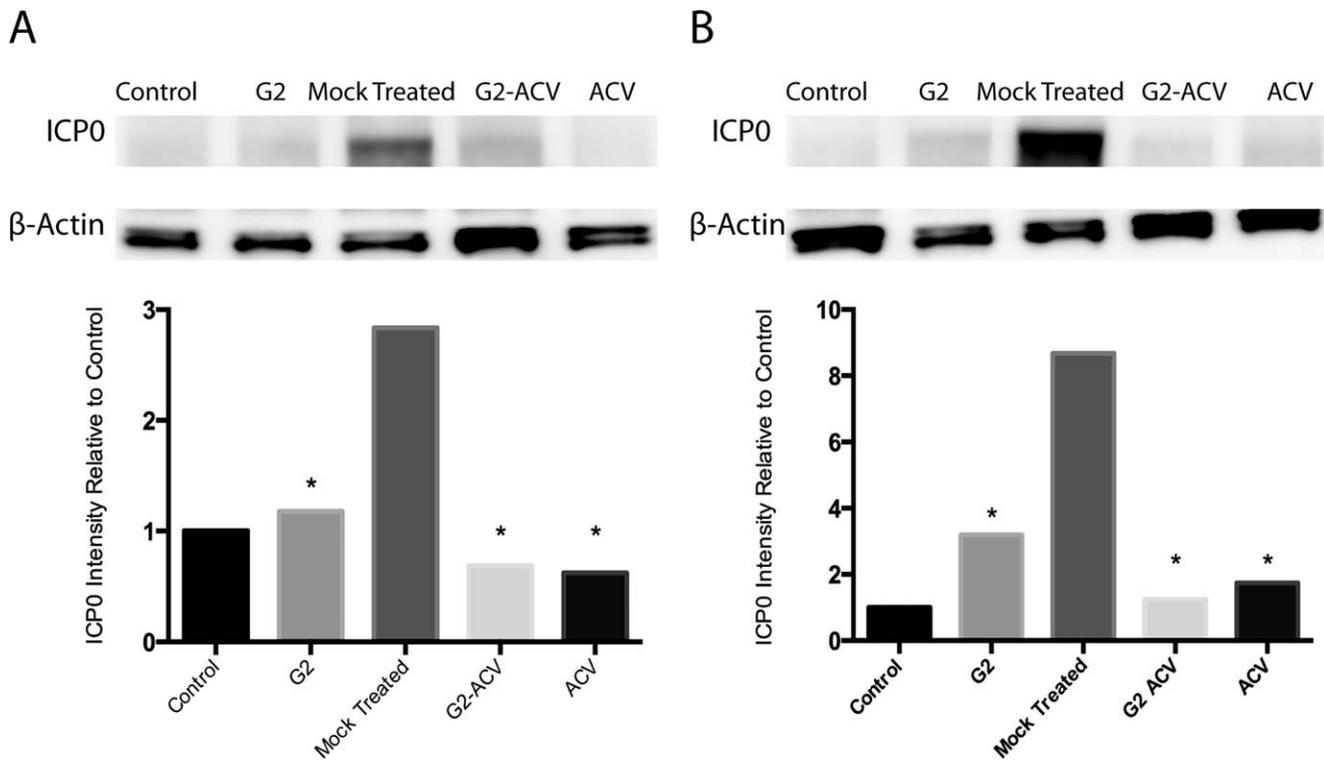 A
Control G2 Mock Treated G2-ACV ACV
ICP0
β-Actin
ICP0 Intensity Relative to Control
3
2
1
0
* * *
Control G2 Mock Treated G2-ACV ACV
B
Control G2 Mock Treated G2-ACV ACV
ICP0
β-Actin
ICP0 Intensity Relative to Control
10
8
6
4
2
0
* * *
Control G2 Mock Treated G2 ACV ACV